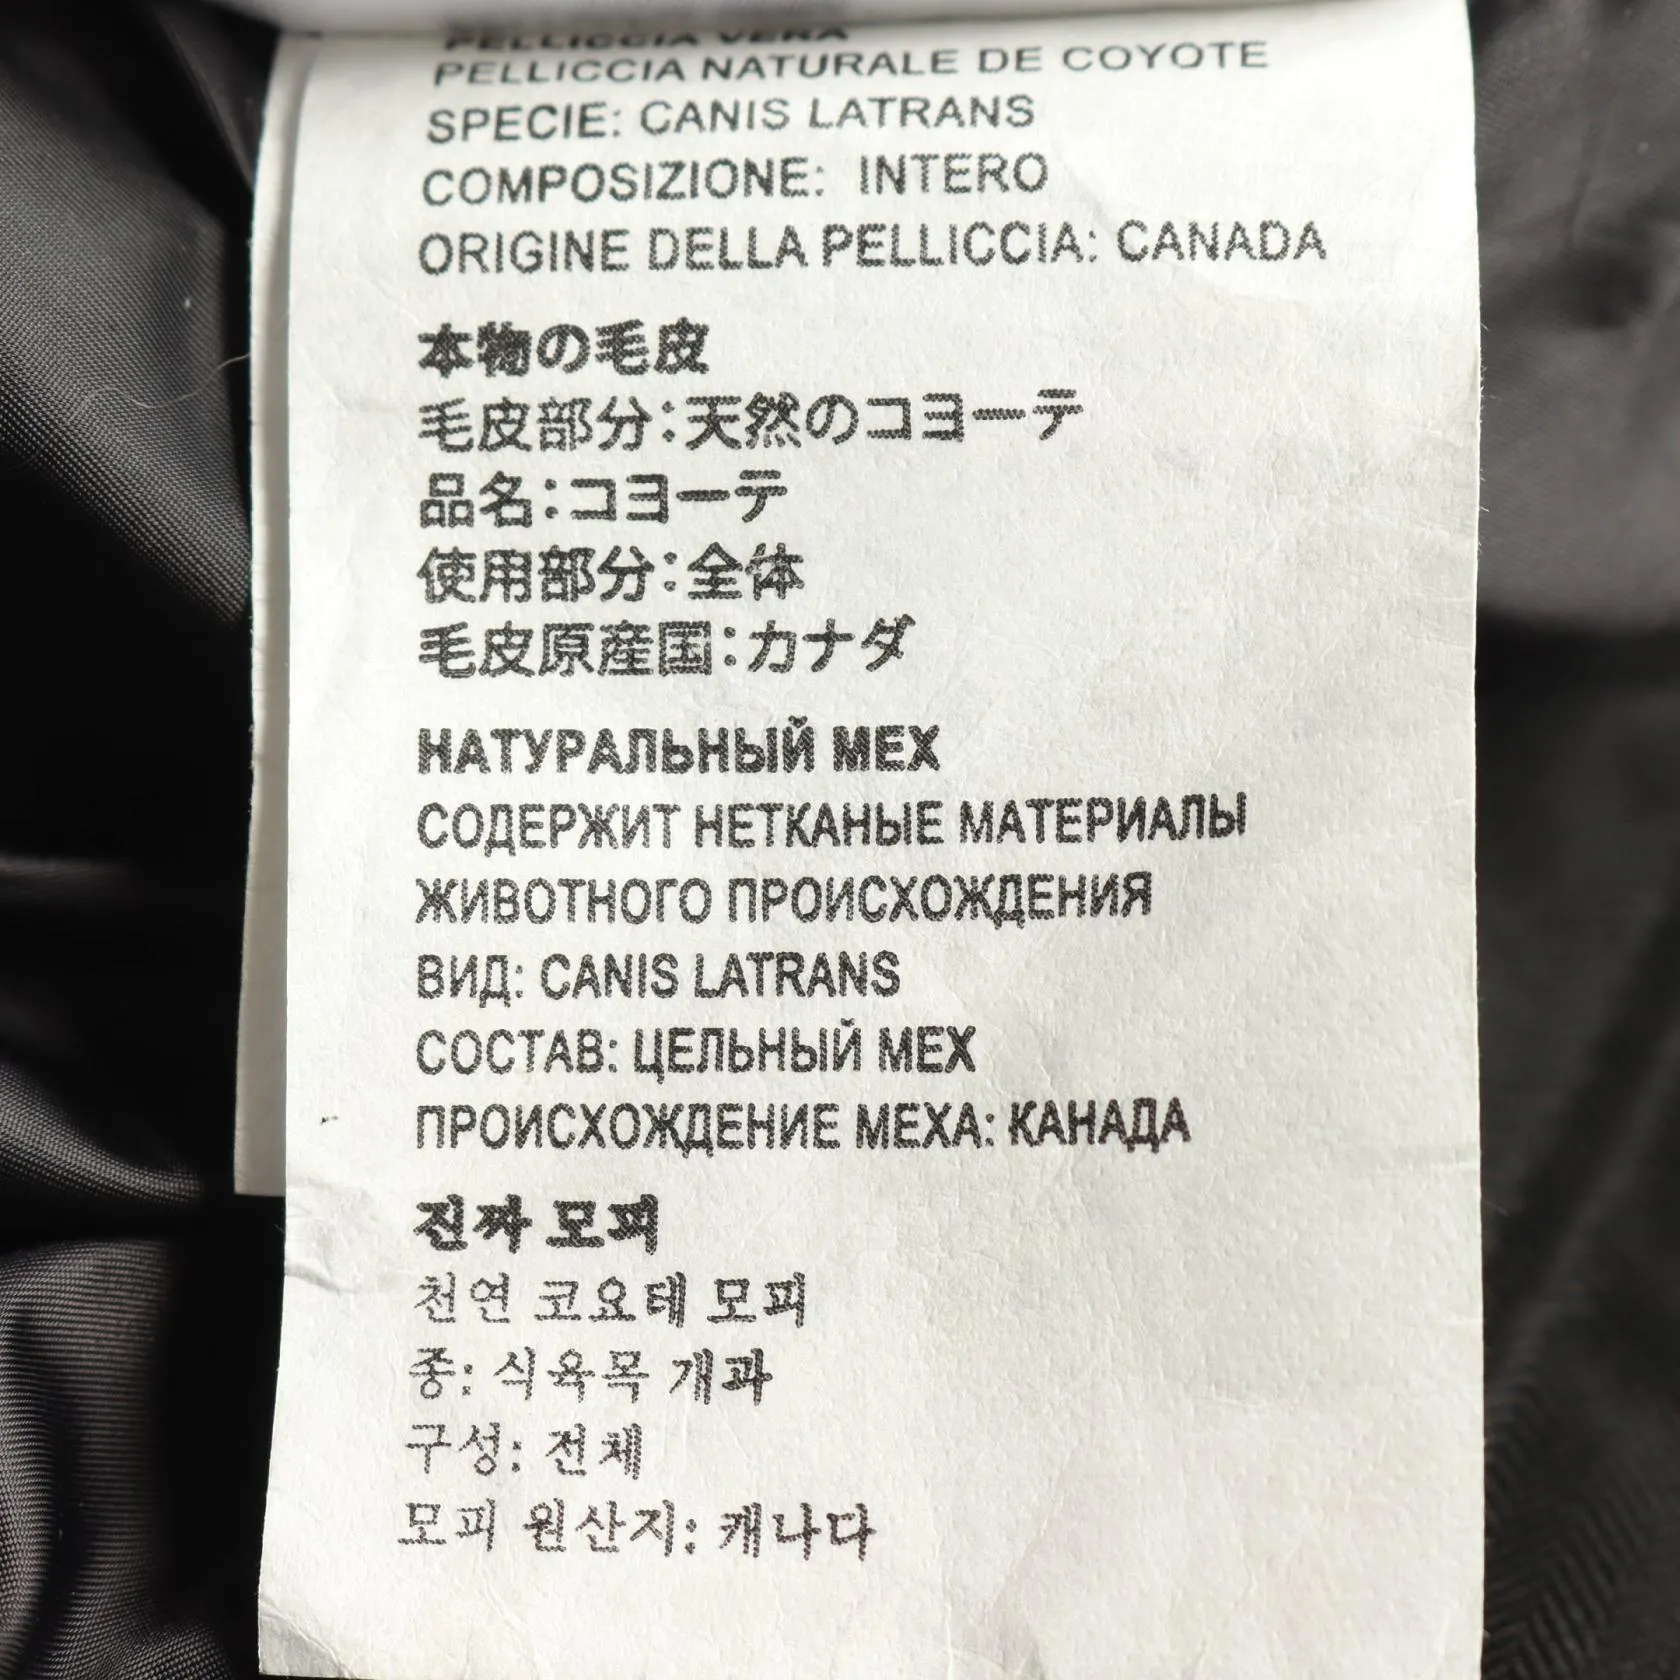 PELLICCIA VERA
PELLICCIA NATURALE DE COYOTE
SPECIE: CANIS LATRANS
COMPOSIZIONE: INTERO
ORIGINE DELLA PELLICCIA: CANADA
本物の毛皮
毛皮部分:天然のコヨーテ
品名:コヨーテ
使用部分:全体
毛皮原産国:カナダ
НАТУРАЛЬНЫЙ МЕХ
СОДЕРЖИТ НЕТКАНЫЕ МАТЕРИАЛЫ
ЖИВОТНОГО ПРОИСХОЖДЕНИЯ
ВИД: CANIS LATRANS
СОСТАВ: ЦЕЛЬНЫЙ МЕХ
ПРОИСХОЖДЕНИЕ МЕХА: КАНАДА
진짜 모피
천연 코요테 모피
종: 식육목 개과
구성: 전체
모피 원산지: 캐나다